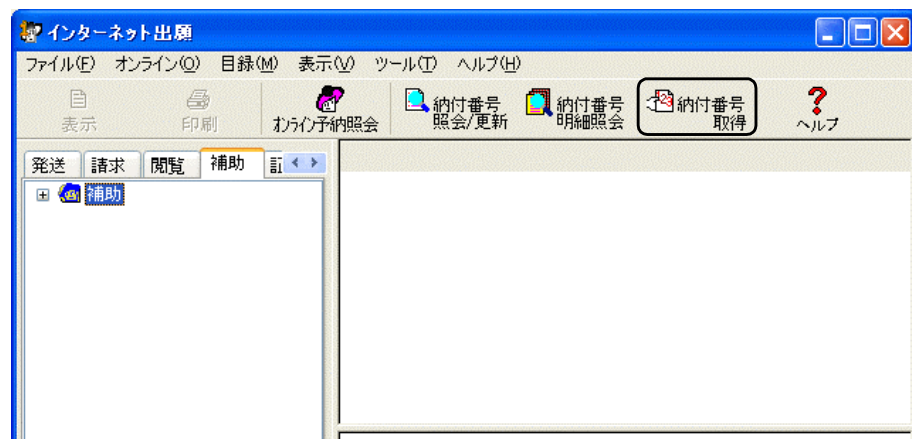 インターネット出願
ファイル(F) オンライン(O) 目録(M) 表示(V) ツール(T) ヘルプ(H)
表示
印刷
オンライン予納照会
納付番号
照会/更新
納付番号
明細照会
納付番号
取得
ヘルプ
発送 請求 閲覧 補助
補助